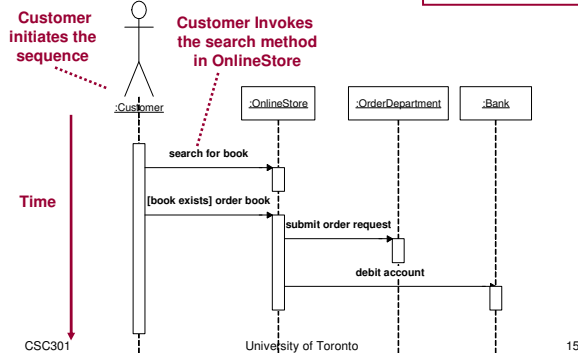 Customer
initiates the
sequence
Customer Invokes
the search method
in OnlineStore
:Customer
:OnlineStore
:OrderDepartment
:Bank
search for book
Time
[book exists] order book
submit order request
debit account
CSC301
University of Toronto
15